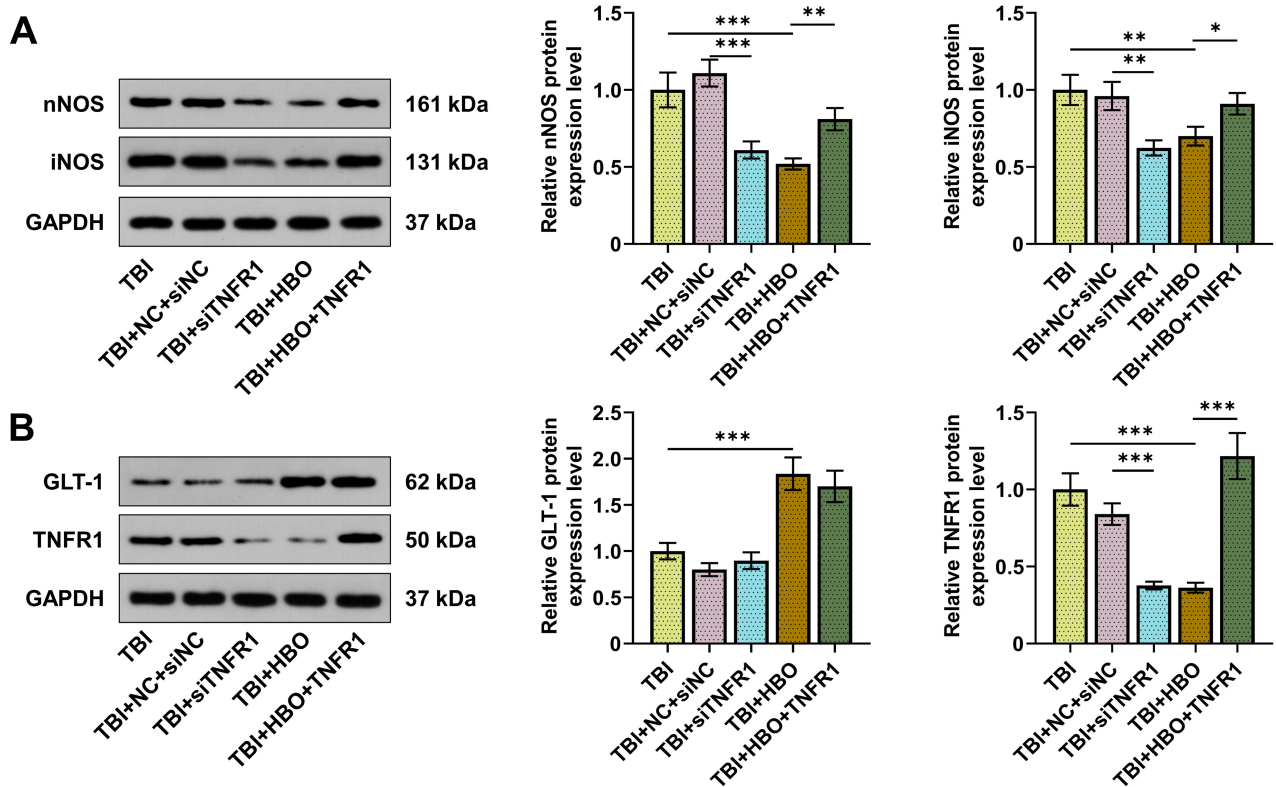 A
nNOS
161 kDa
iNOS
131 kDa
GAPDH
37 kDa
TBI
TBI+NC+siNC
TBI+siTNFR1
TBI+HBO
TBI+HBO+TNFR1
Relative nNOS protein
expression level
1.5
1.0
0.5
0
***
***
**
TBI
TBI+NC+siNC
TBI+siTNFR1
TBI+HBO
TBI+HBO+TNFR1
Relative iNOS protein
expression level
1.5
1.0
0.5
0
**
**
*
TBI
TBI+NC+siNC
TBI+siTNFR1
TBI+HBO
TBI+HBO+TNFR1
B
GLT-1
62 kDa
TNFR1
50 kDa
GAPDH
37 kDa
TBI
TBI+NC+siNC
TBI+siTNFR1
TBI+HBO
TBI+HBO+TNFR1
Relative GLT-1 protein
expression level
2.5
2.0
1.5
1.0
0.5
0
***
TBI
TBI+NC+siNC
TBI+siTNFR1
TBI+HBO
TBI+HBO+TNFR1
Relative TNFR1 protein
expression level
1.5
1.0
0.5
0
***
***
***
TBI
TBI+NC+siNC
TBI+siTNFR1
TBI+HBO
TBI+HBO+TNFR1